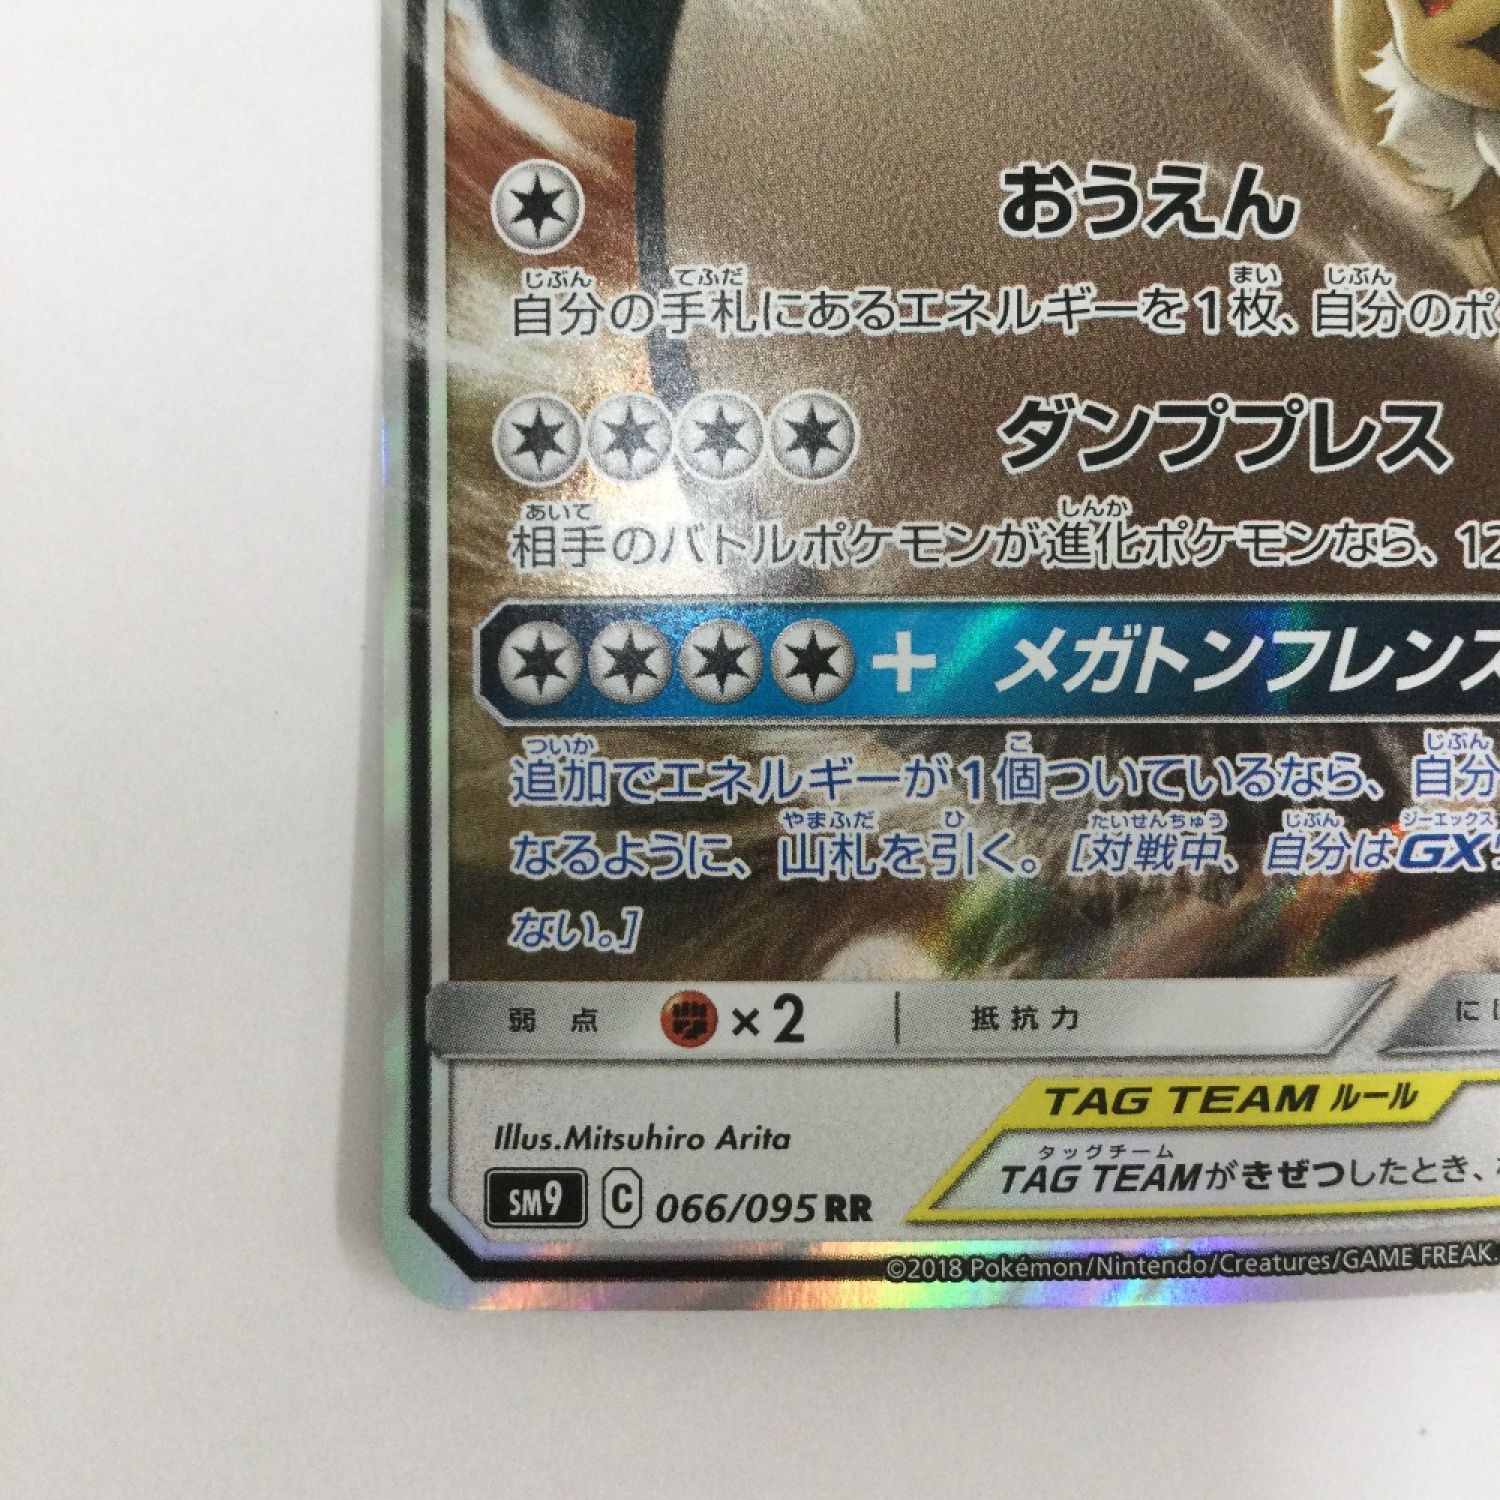 おうえん
じぶん てふだ まい じぶん
自分の手札にあるエネルギーを1枚、自分のポ
ダンププレス
あいて しんか
相手のバトルポケモンが進化ポケモンなら、12
+ メガトンフレンズ
ついか こ じぶん
追加でエネルギーが1個ついているなら、自分
やまふだ ひ たいせんちゅう じぶん ジーエックス
なるように、山札を引く。[対戦中、自分はGX
ない。]
弱点 ×2 抵抗力 にげ
TAG TEAM ルール
Illus.Mitsuhiro Arita
タッグチーム
TAG TEAMがきぜつしたとき、
SM9 C 066/095 RR
©2018 Pokémon/Nintendo/Creatures/GAME FREAK.